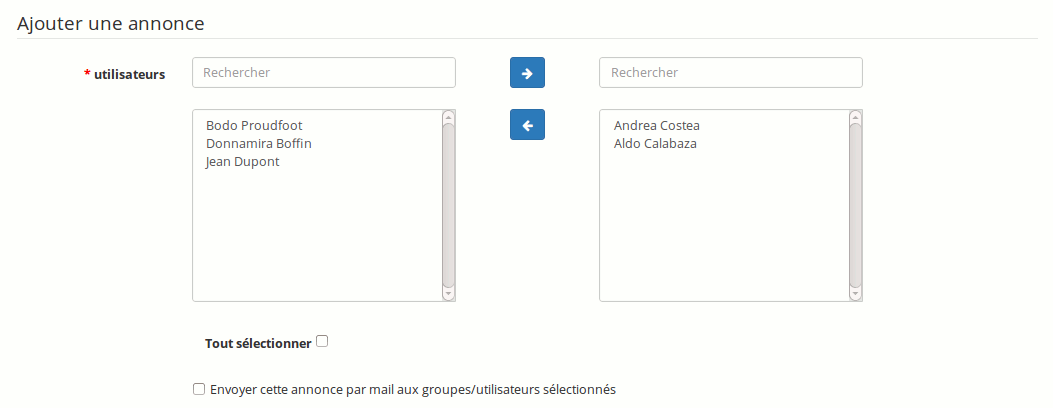 Ajouter une annonce
* utilisateurs
Rechercher
Rechercher
Bodo Proudfoot
Donnamira Boffin
Jean Dupont
Andrea Costea
Aldo Calabaza
Tout sélectionner
Envoyer cette annonce par mail aux groupes/utilisateurs sélectionnés